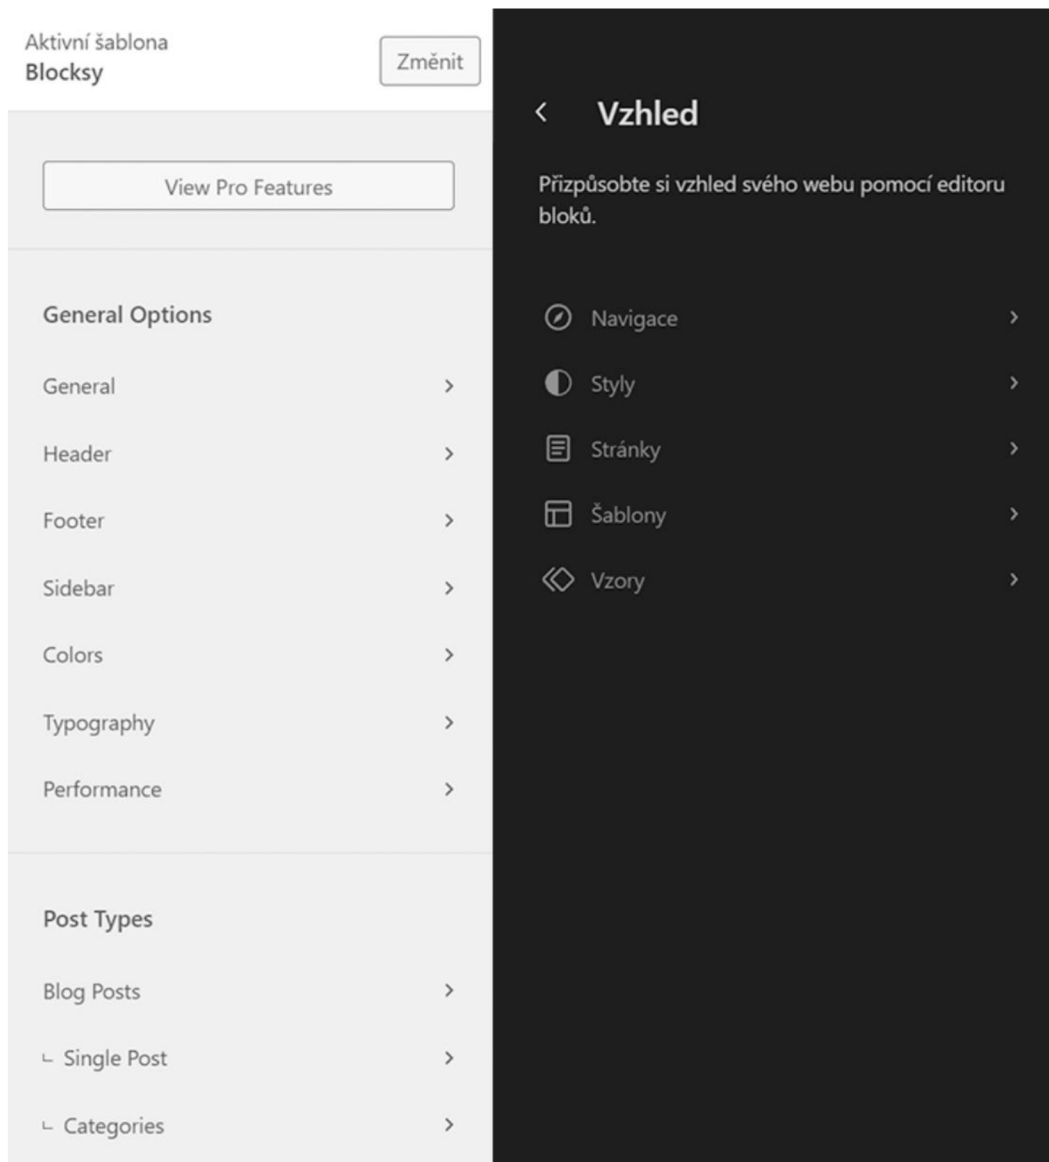 Aktivní šablona
Blocksy
Změnit
View Pro Features
General Options
General
Header
Footer
Sidebar
Colors
Typography
Performance
Post Types
Blog Posts
Single Post
Categories
Vzhled
Přizpůsobte si vzhled svého webu pomocí editoru
bloků.
Navigace
Styly
Stránky
Šablony
Vzory